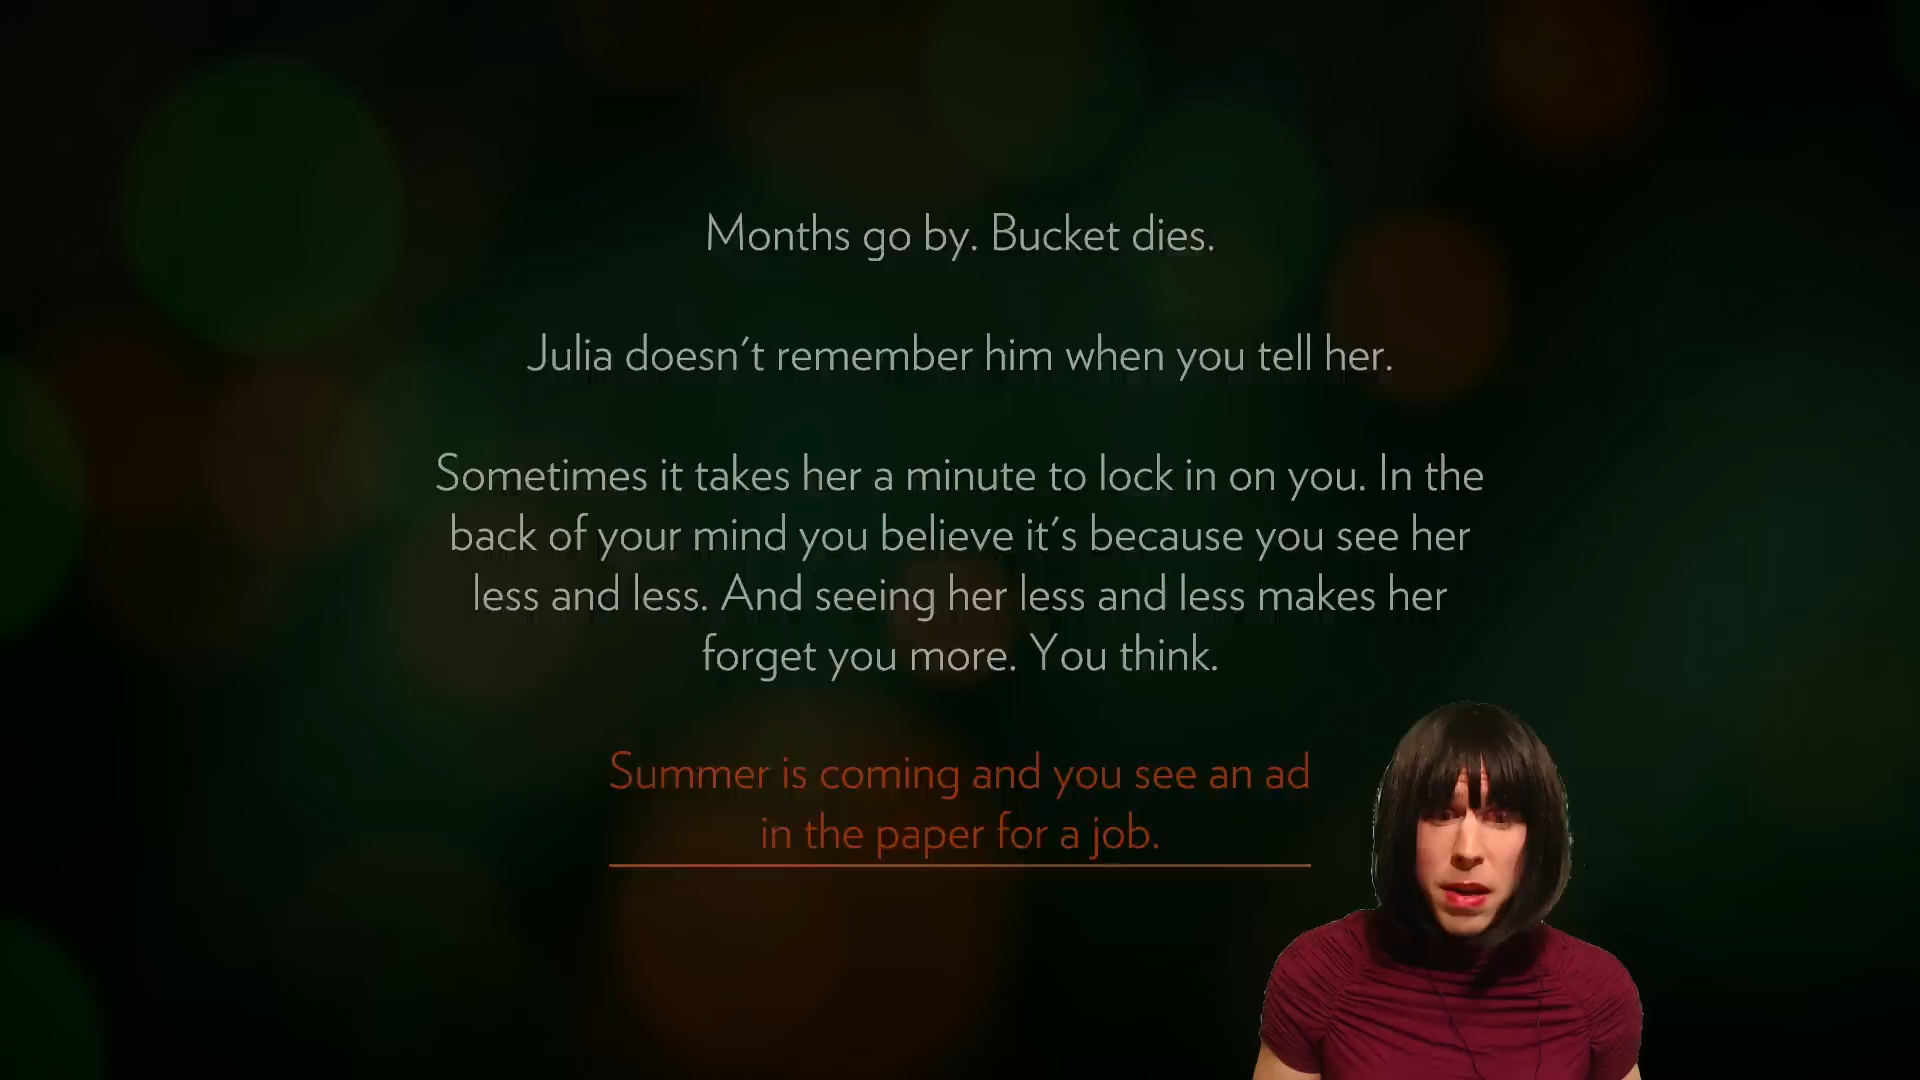 Months go by. Bucket dies.
Julia doesn't remember him when you tell her.
Sometimes it takes her a minute to lock in on you. In the
back of your mind you believe it's because you see her
less and less. And seeing her less and less makes her
forget you more. You think.
Summer is coming and you see an ad
in the paper for a job.